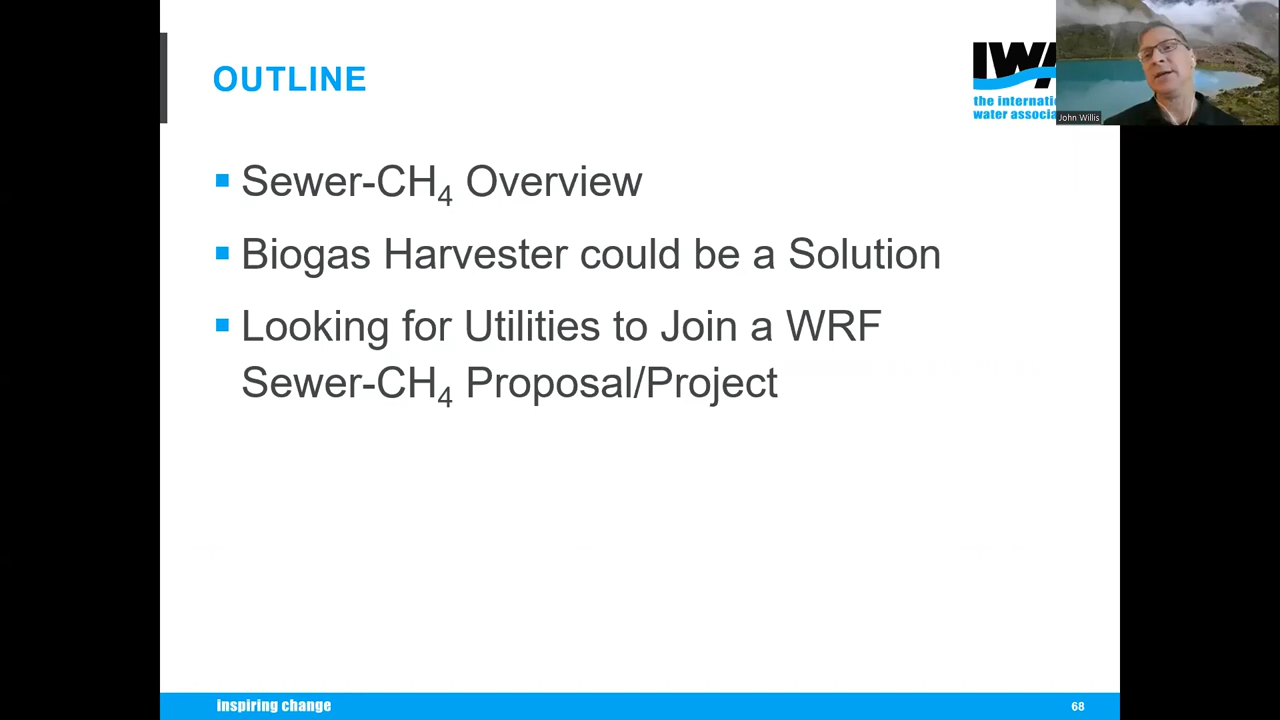 OUTLINE
IWA
the internati
water associa
John Willis
Sewer-CH₄ Overview
Biogas Harvester could be a Solution
Looking for Utilities to Join a WRF
Sewer-CH₄ Proposal/Project
inspiring change
68